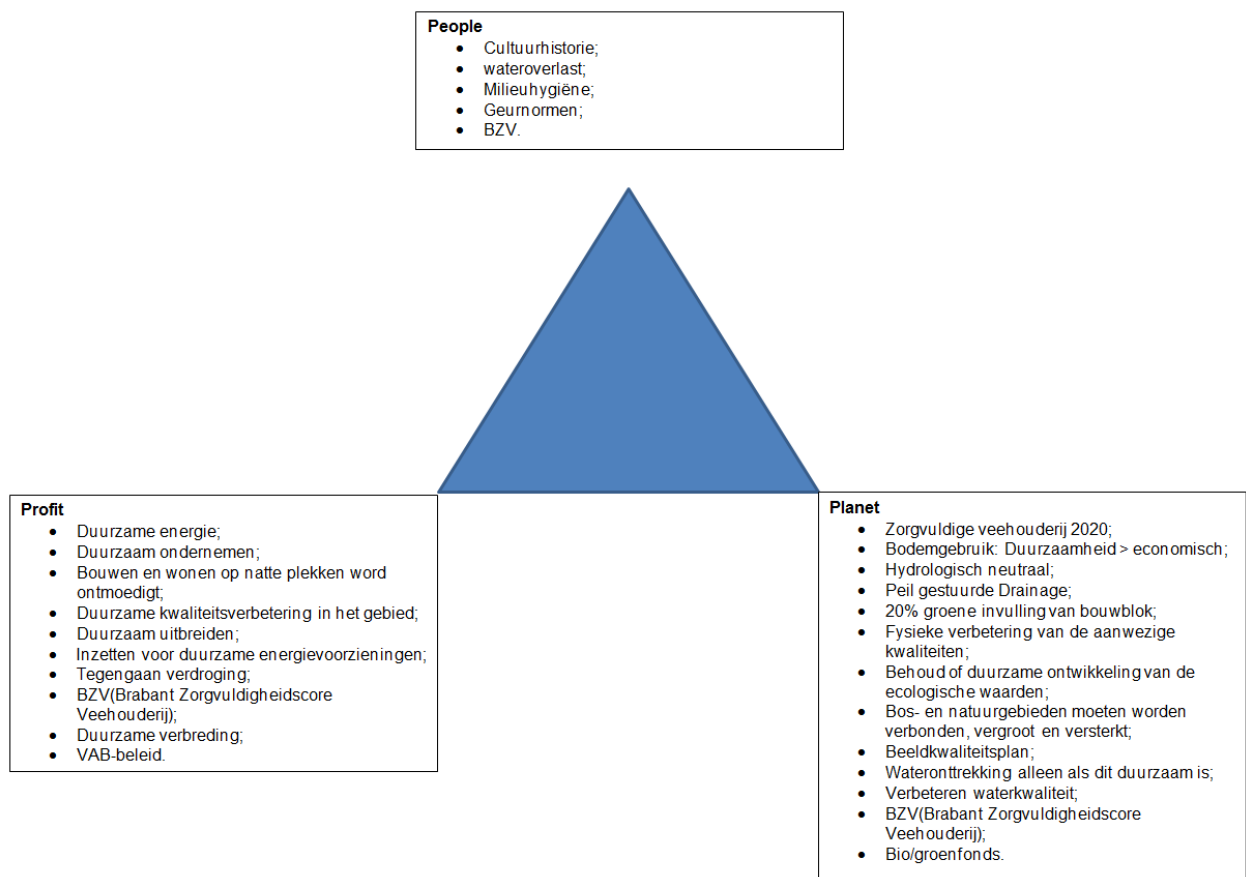 People
• Cultuurhistorie;
• wateroverlast;
• Milieuhygiëne;
• Geurnormen;
• BZV.
Profit
• Duurzame energie;
• Duurzaam ondernemen;
• Bouwen en wonen op natte plekken word
ontmoedigt;
• Duurzame kwaliteitsverbetering in het gebied;
• Duurzaam uitbreiden;
• Inzetten voor duurzame energievoorzieningen;
• Tegengaan verdroging;
• BZV(Brabant Zorgvuldigheidscore
Veehouderij);
• Duurzame verbreding;
• VAB-beleid.
Planet
• Zorgvuldige veehouderij 2020;
• Bodemgebruik: Duurzaamheid > economisch;
• Hydrologisch neutraal;
• Peil gestuurde Drainage;
• 20% groene invulling van bouwblok;
• Fysieke verbetering van de aanwezige
kwaliteiten;
• Behoud of duurzame ontwikkeling van de
ecologische waarden;
• Bos- en natuurgebieden moeten worden
verbonden, vergroot en versterkt;
• Beeldkwaliteitsplan;
• Wateronttrekking alleen als dit duurzaam is;
• Verbeteren waterkwaliteit;
• BZV(Brabant Zorgvuldigheidscore
Veehouderij);
• Bio/groenfonds.